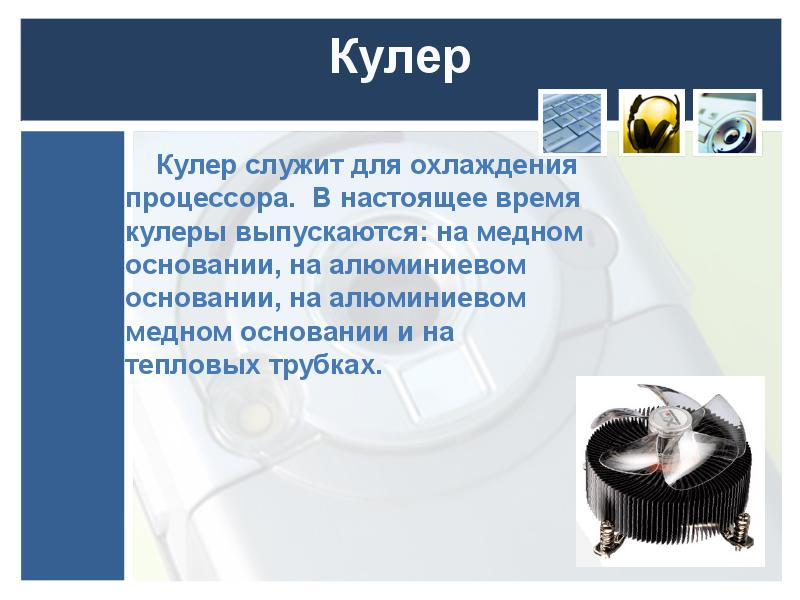 Кулер
Кулер служит для охлаждения
процессора. В настоящее время
кулеры выпускаются: на медном
основании, на алюминиевом
основании, на алюминиевом
медном основании и на
тепловых трубках.